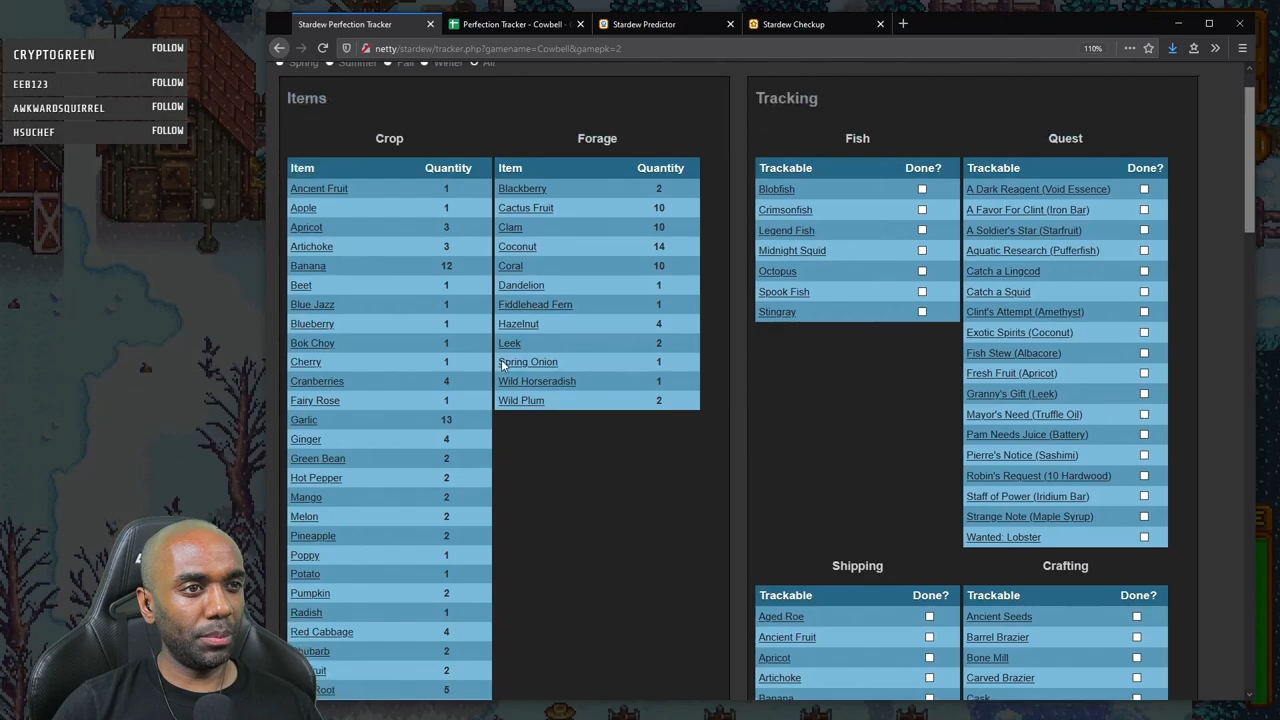 Stardew Perfection Tracker
Perfection Tracker - Cowbell -
Stardew Predictor
Stardew Checkup
netty/stardew/tracker.php?gamename=Cowbell&gamepk=2
110%
CRYPTOGREEN FOLLOW
EEB123 FOLLOW
AWKWARDSQUIRREL FOLLOW
HSUCHEF FOLLOW
Spring Summer Fall Winter All
Items
Crop
Item Quantity
Ancient Fruit 1
Apple 1
Apricot 3
Artichoke 3
Banana 12
Beet 1
Blue Jazz 1
Blueberry 1
Bok Choy 1
Cherry 1
Cranberries 4
Fairy Rose 1
Garlic 13
Ginger 4
Green Bean 2
Hot Pepper 2
Mango 2
Melon 2
Pineapple 2
Poppy 1
Potato 1
Pumpkin 2
Radish 1
Red Cabbage 4
hubarb 2
ruit 2
Root 5
Forage
Item Quantity
Blackberry 2
Cactus Fruit 10
Clam 10
Coconut 14
Coral 10
Dandelion 1
Fiddlehead Fern 1
Hazelnut 4
Leek 2
Spring Onion 1
Wild Horseradish 1
Wild Plum 2
Tracking
Fish
Trackable Done?
Blobfish
Crimsonfish
Legend Fish
Midnight Squid
Octopus
Spook Fish
Stingray
Quest
Trackable Done?
A Dark Reagent (Void Essence)
A Favor For Clint (Iron Bar)
A Soldier's Star (Starfruit)
Aquatic Research (Pufferfish)
Catch a Lingcod
Catch a Squid
Clint's Attempt (Amethyst)
Exotic Spirits (Coconut)
Fish Stew (Albacore)
Fresh Fruit (Apricot)
Granny's Gift (Leek)
Mayor's Need (Truffle Oil)
Pam Needs Juice (Battery)
Pierre's Notice (Sashimi)
Robin's Request (10 Hardwood)
Staff of Power (Iridium Bar)
Strange Note (Maple Syrup)
Wanted: Lobster
Shipping
Trackable Done?
Aged Roe
Ancient Fruit
Apricot
Artichoke
Banana
Crafting
Trackable Done?
Ancient Seeds
Barrel Brazier
Bone Mill
Carved Brazier
Cask